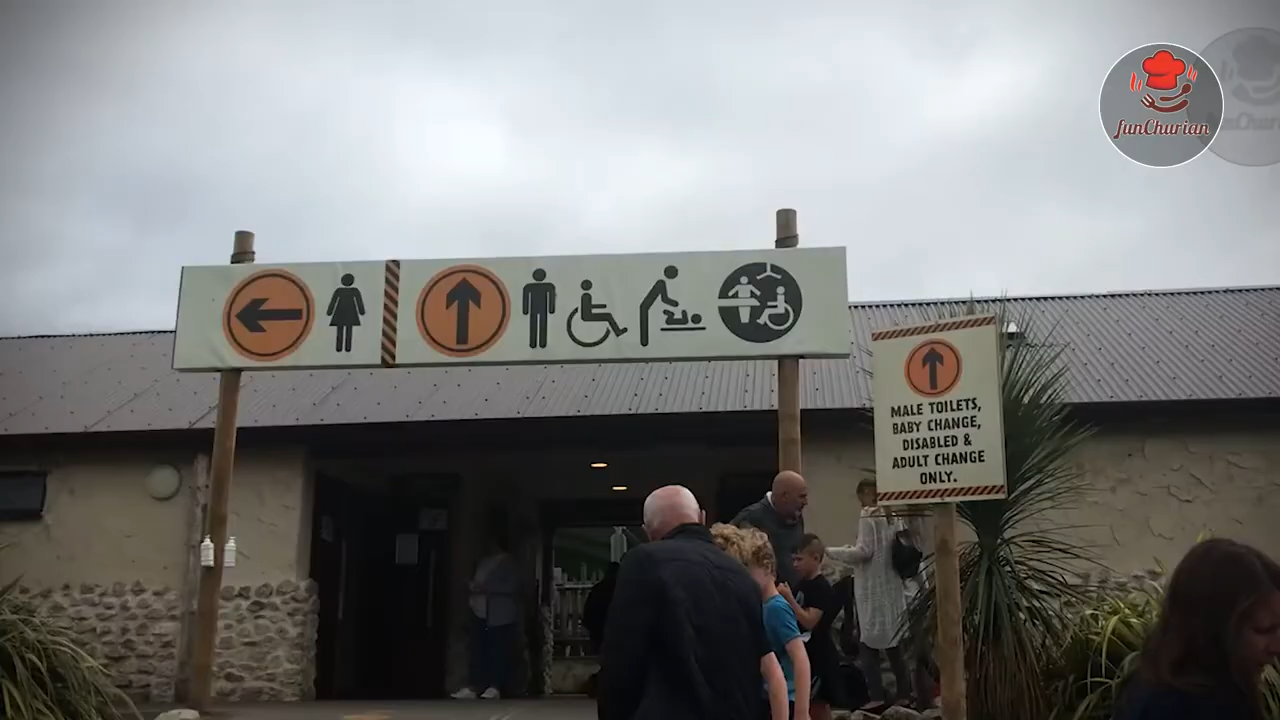 funChurian
MALE TOILETS,
BABY CHANGE,
DISABLED &
ADULT CHANGE
ONLY.